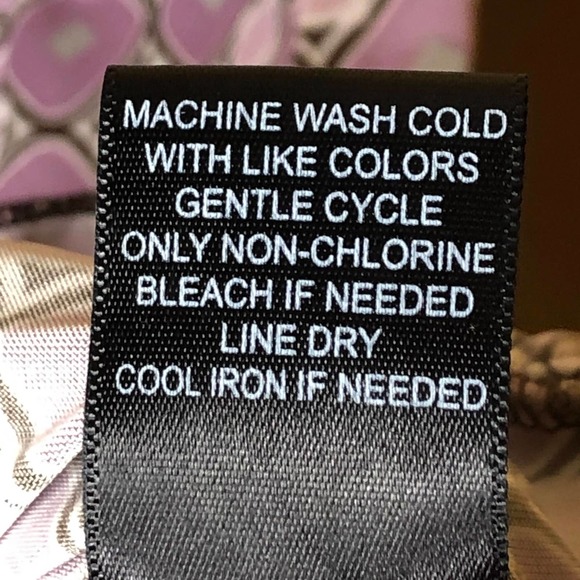 MACHINE WASH COLD
WITH LIKE COLORS
GENTLE CYCLE
ONLY NON-CHLORINE
BLEACH IF NEEDED
LINE DRY
COOL IRON IF NEEDED